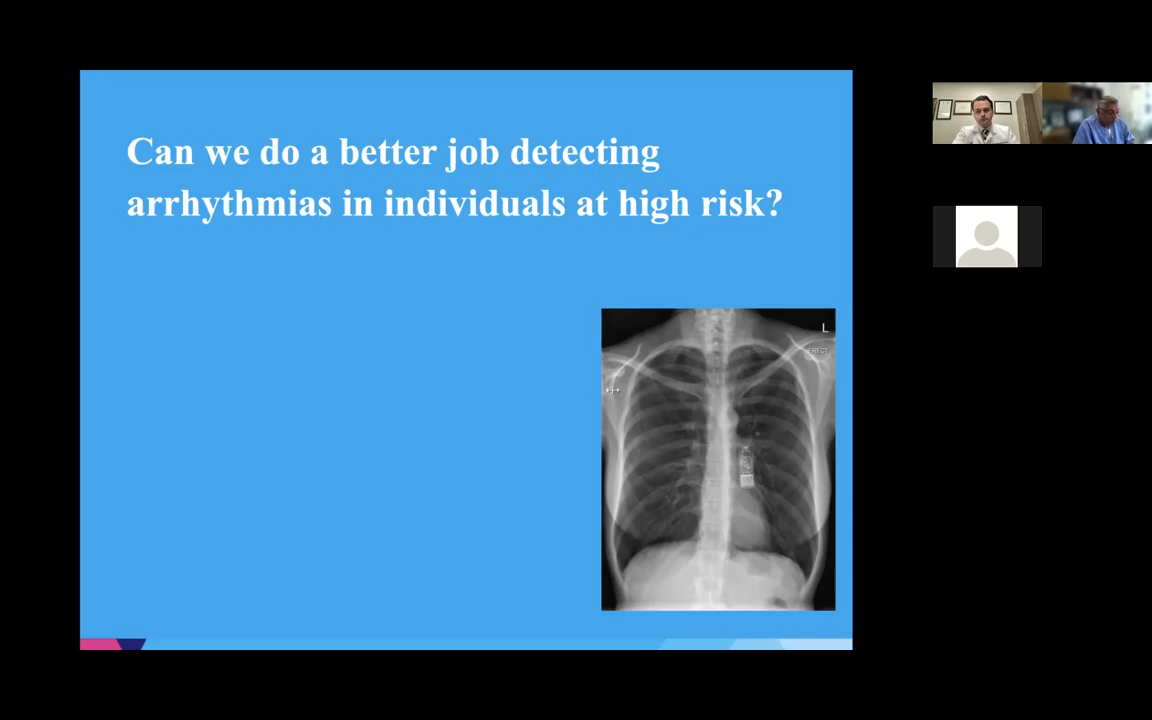 Can we do a better job detecting
arrhythmias in individuals at high risk?
L